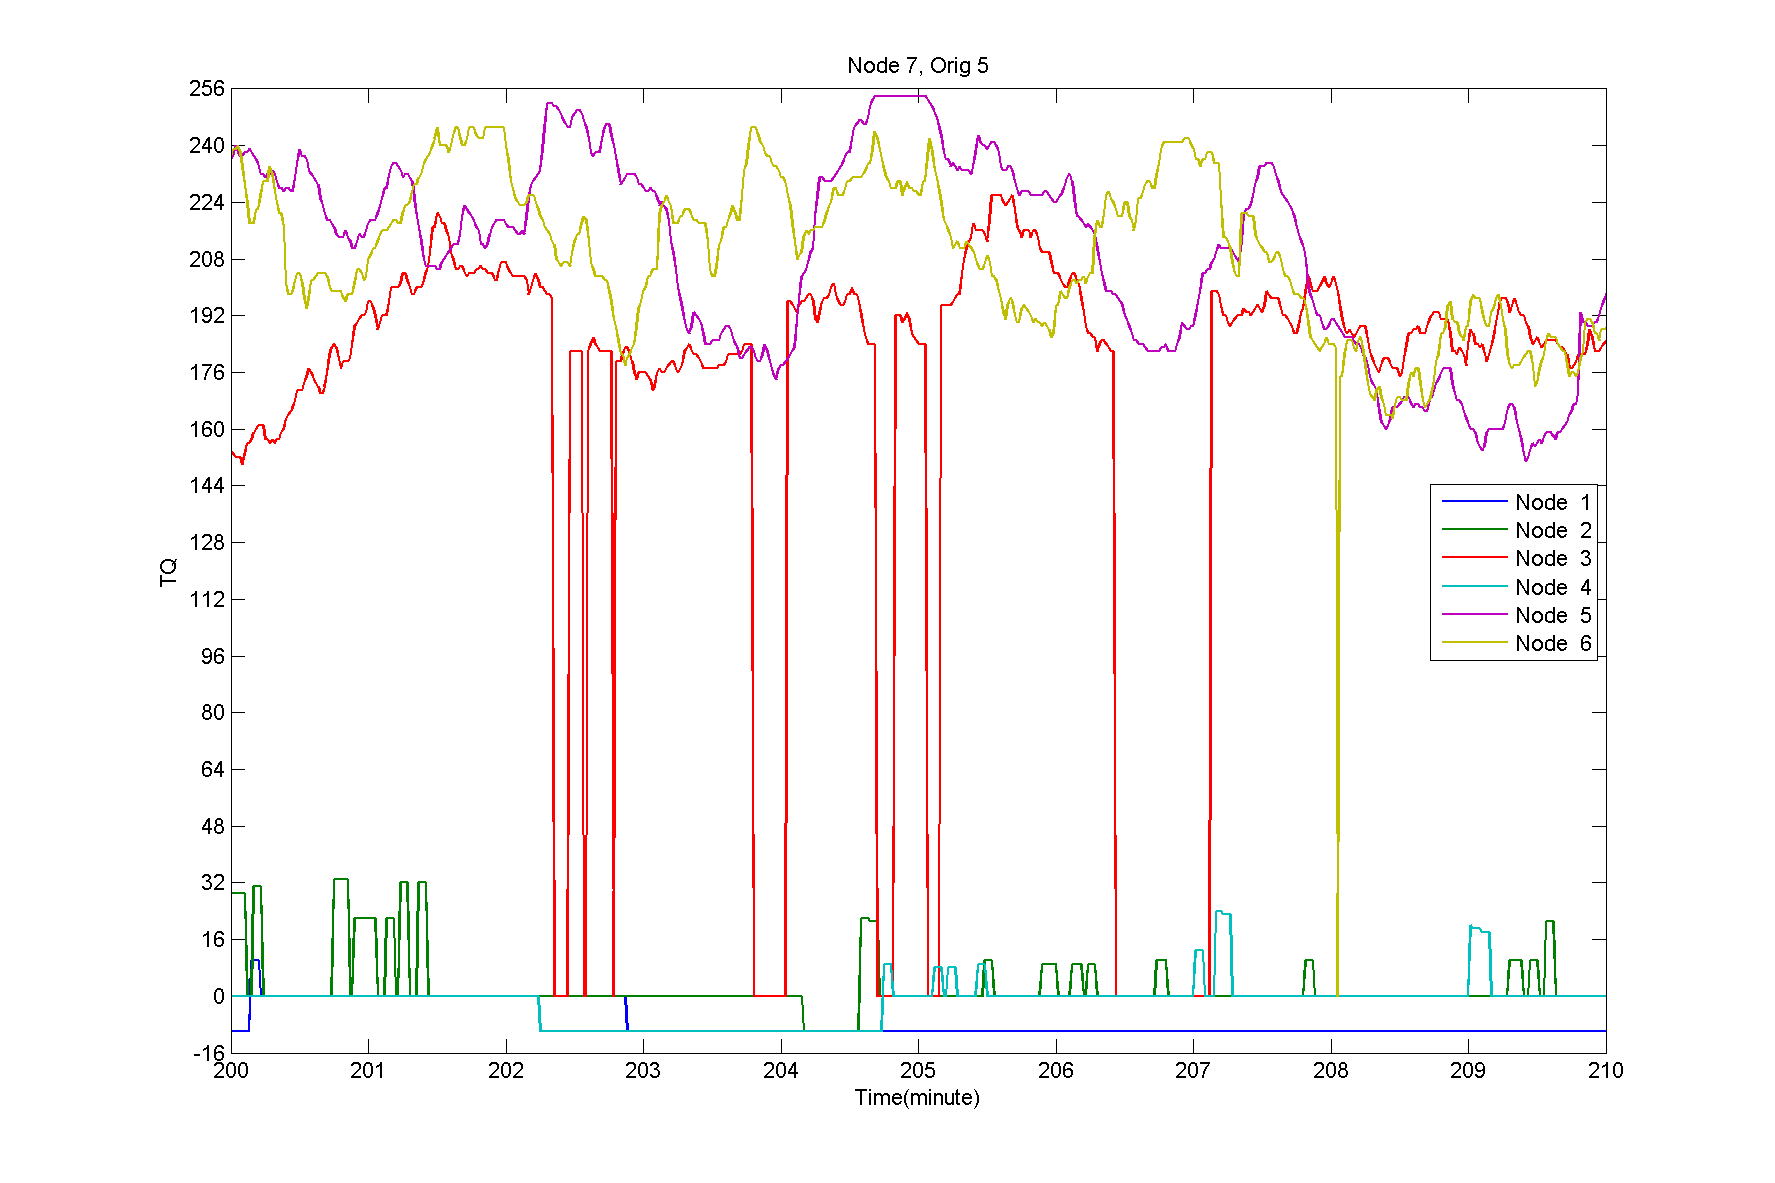 Node 7, Orig 5
256
240
224
208
192
176
160
144
128
112
96
80
64
48
32
16
0
-16
TQ
Node 1
Node 2
Node 3
Node 4
Node 5
Node 6
200 201 202 203 204 205 206 207 208 209 210
Time(minute)